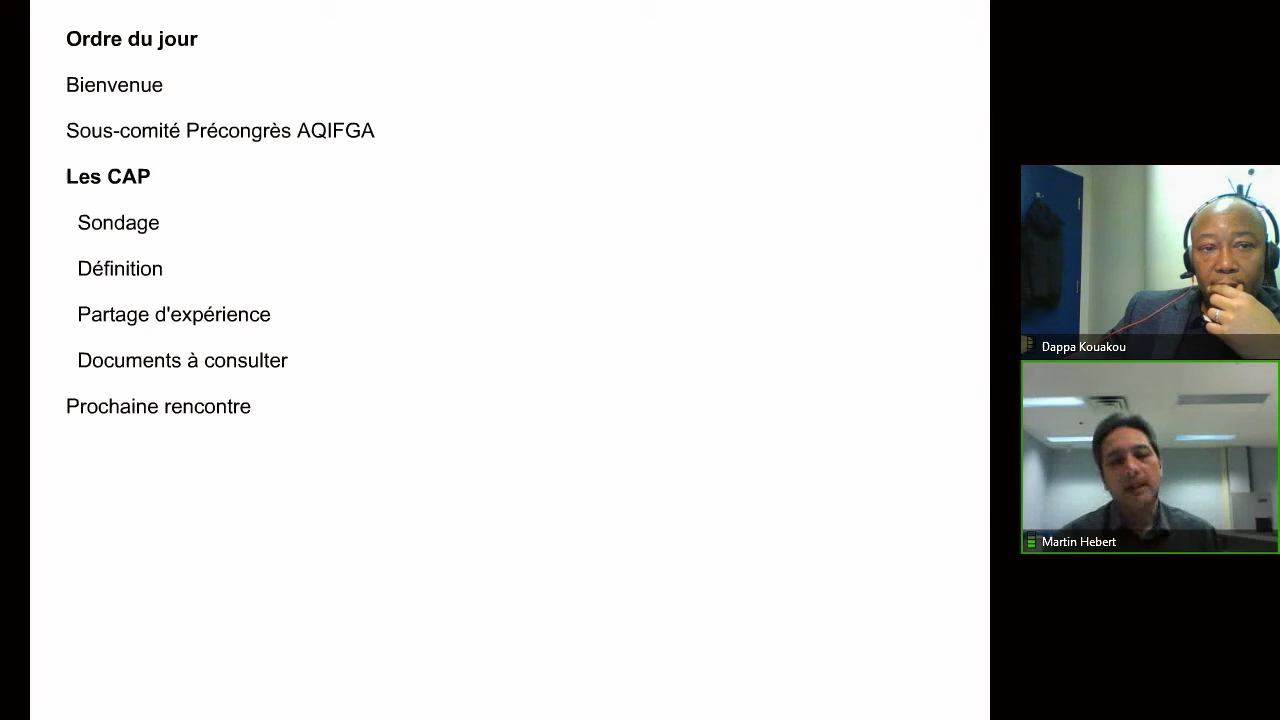 Ordre du jour
Bienvenue
Sous-comité Précongrès AQIFGA
Les CAP
Sondage
Définition
Partage d'expérience
Documents à consulter
Prochaine rencontre
Dappa Kouakou
Martin Hebert